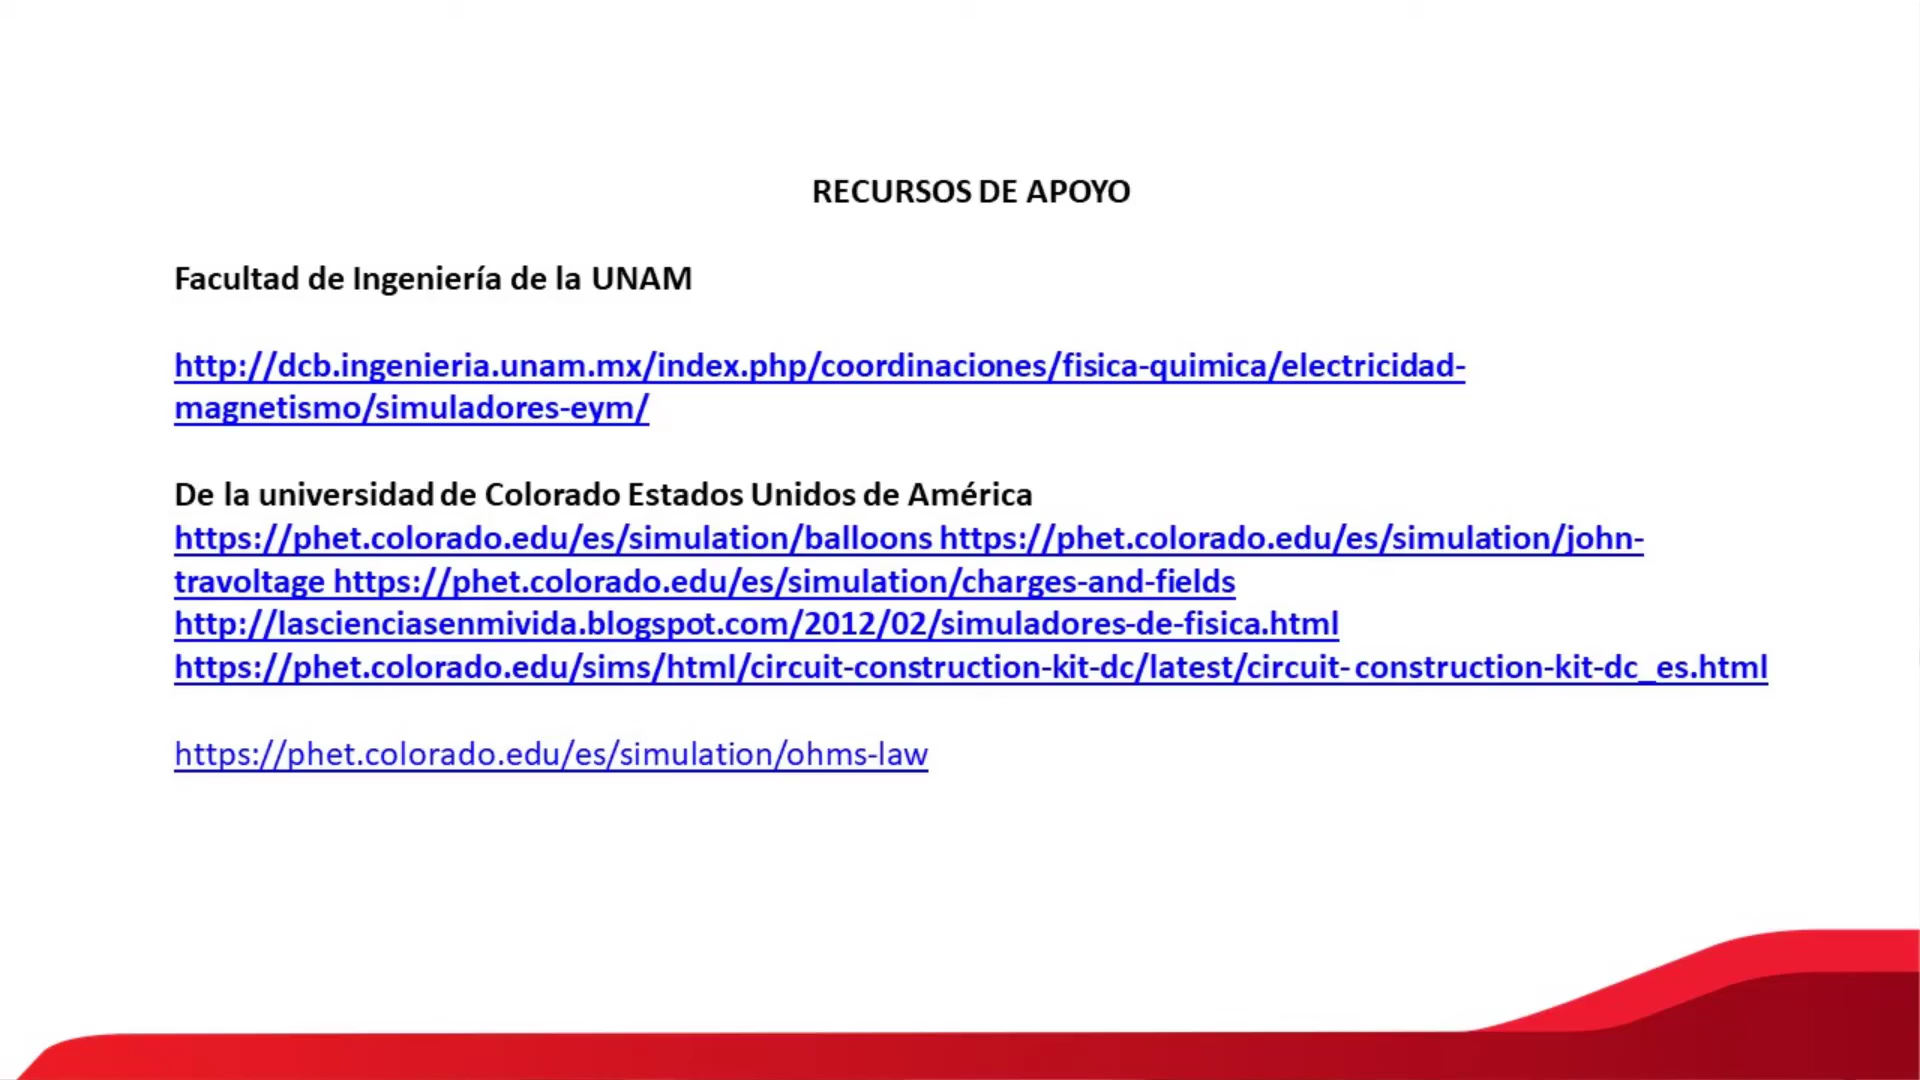 RECURSOS DE APOYO
Facultad de Ingeniería de la UNAM
http://dcb.ingenieria.unam.mx/index.php/coordinaciones/fisica-quimica/electricidad-
magnetismo/simuladores-eym/
De la universidad de Colorado Estados Unidos de América
https://phet.colorado.edu/es/simulation/balloons https://phet.colorado.edu/es/simulation/john-
travoltage https://phet.colorado.edu/es/simulation/charges-and-fields
http://lascienciasenmivida.blogspot.com/2012/02/simuladores-de-fisica.html
https://phet.colorado.edu/sims/html/circuit-construction-kit-dc/latest/circuit-construction-kit-dc_es.html
https://phet.colorado.edu/es/simulation/ohms-law